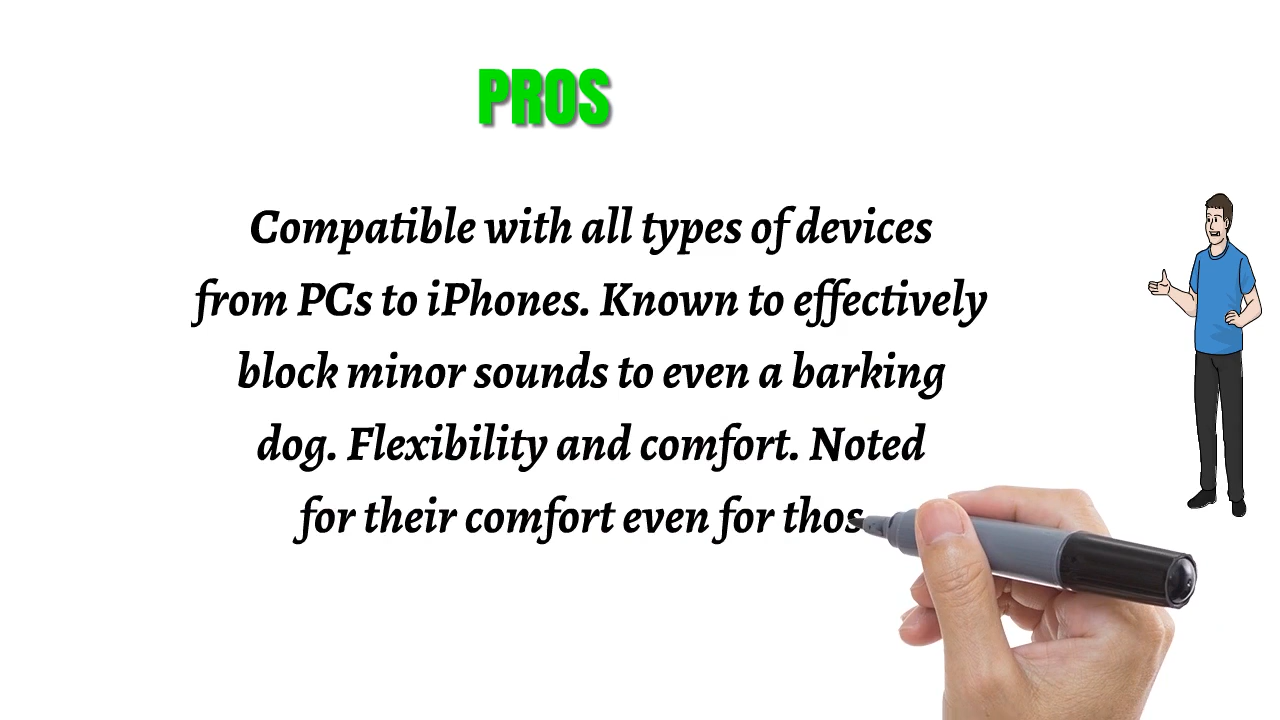 PROS
Compatible with all types of devices
from PCs to iPhones. Known to effectively
block minor sounds to even a barking
dog. Flexibility and comfort. Noted
for their comfort even for thos